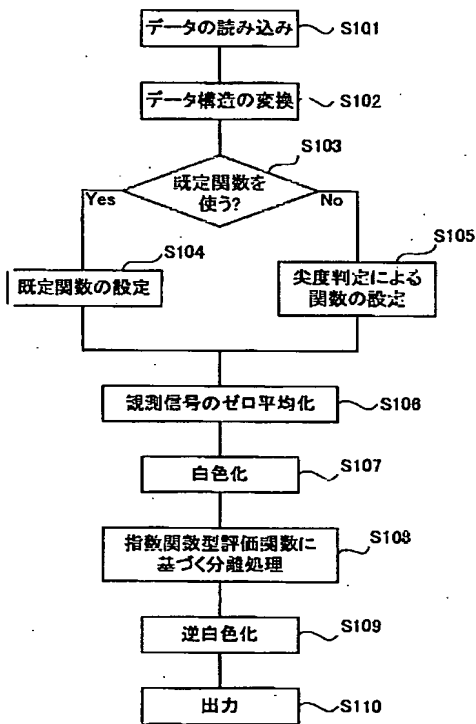 データの読み込み
S101
データ構造の変換
S102
S103
既定関数を
使う?
Yes
No
S104
既定関数の設定
S105
尖度判定による
関数の設定
観測信号のゼロ平均化
S106
白色化
S107
指数関数型評価関数に
基づく分離処理
S108
逆白色化
S109
出力
S110